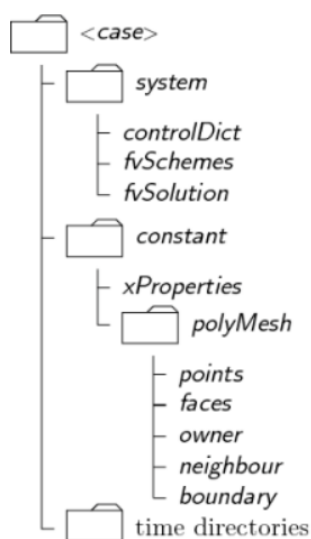 <case>
system
controlDict
fvSchemes
fvSolution
constant
xProperties
polyMesh
points
faces
owner
neighbour
boundary
time directories